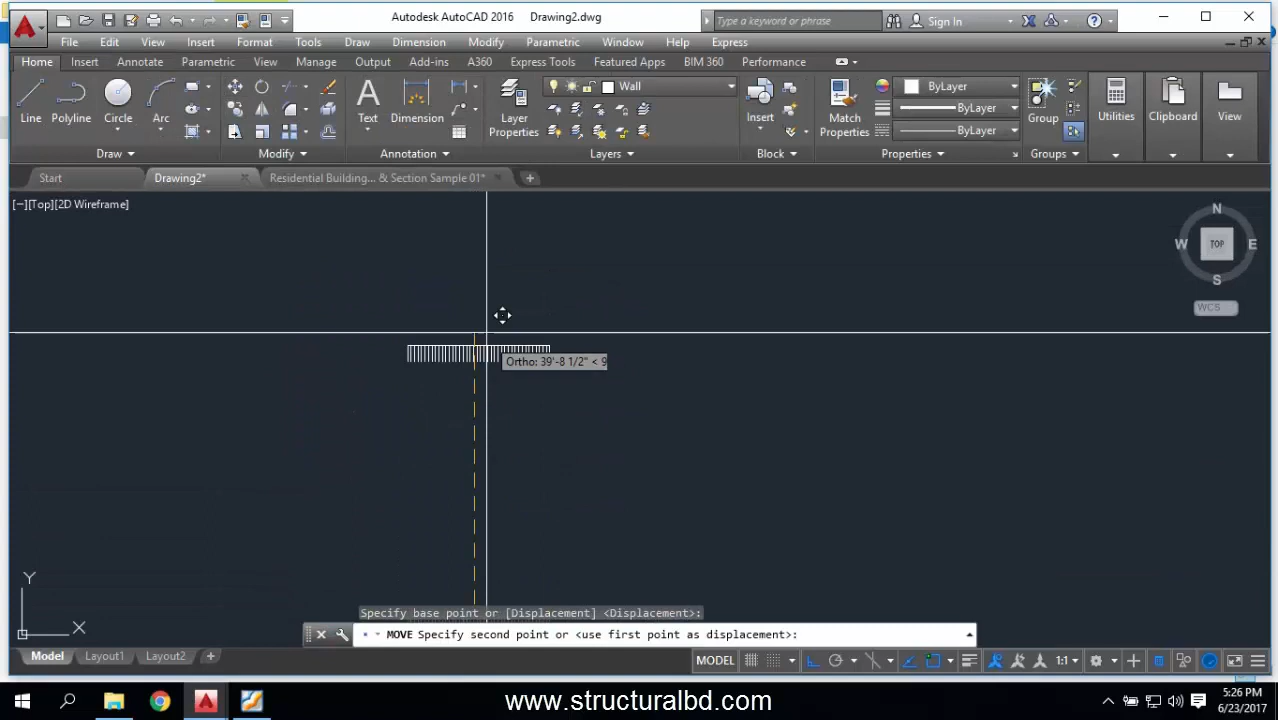 Autodesk AutoCAD 2016 Drawing2.dwg
Type a keyword or phrase
Sign In
File Edit View Insert Format Tools Draw Dimension Modify Parametric Window Help Express
Home Insert Annotate Parametric View Manage Output Add-ins A360 Express Tools Featured Apps BIM 360 Performance
Wall
ByLayer
ByLayer
ByLayer
Line Polyline Circle Arc Text Dimension Layer Properties Insert Match Properties Group Utilities Clipboard View
Draw Modify Annotation Layers Block Properties Groups
Start Drawing2* Residential Building... & Section Sample 01*
[−][Top][2D Wireframe]
N
W TOP E
S
WCS
Ortho: 39'-8 1/2" < 9
Y
X
Specify base point or [Displacement] <Displacement>:
MOVE Specify second point or <use first point as displacement>:
Model Layout1 Layout2 MODEL 1:1
www.structuralbd.com
5:26 PM
6/23/2017